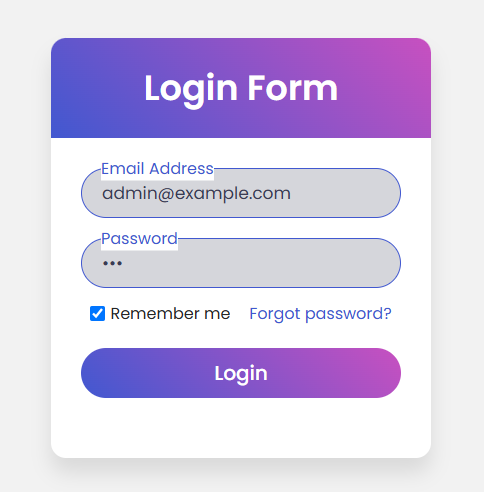 Login Form
Email Address
admin@example.com
Password
•••
Remember me Forgot password?
Login